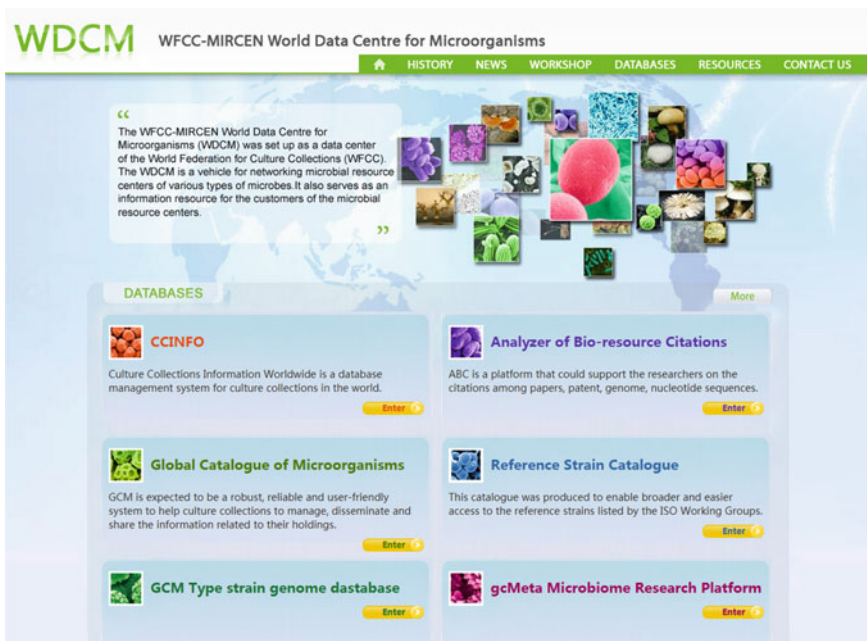 WDCM WFCC-MIRCEN World Data Centre for Microorganisms
HISTORY NEWS WORKSHOP DATABASES RESOURCES CONTACT US
“
The WFCC-MIRCEN World Data Centre for
Microorganisms (WDCM) was set up as a data center
of the World Federation for Culture Collections (WFCC).
The WDCM is a vehicle for networking microbial resource
centers of various types of microbes.It also serves as an
information resource for the customers of the microbial
resource centers.
”
DATABASES
More
CCINFO
Culture Collections Information Worldwide is a database
management system for culture collections in the world.
Enter
Analyzer of Bio-resource Citations
ABC is a platform that could support the researchers on the
citations among papers, patent, genome, nucleotide sequences.
Enter
Global Catalogue of Microorganisms
GCM is expected to be a robust, reliable and user-friendly
system to help culture collections to manage, disseminate and
share the information related to their holdings.
Enter
Reference Strain Catalogue
This catalogue was produced to enable broader and easier
access to the reference strains listed by the ISO Working Groups.
Enter
GCM Type strain genome dastabase
Enter
gcMeta Microbiome Research Platform
Enter